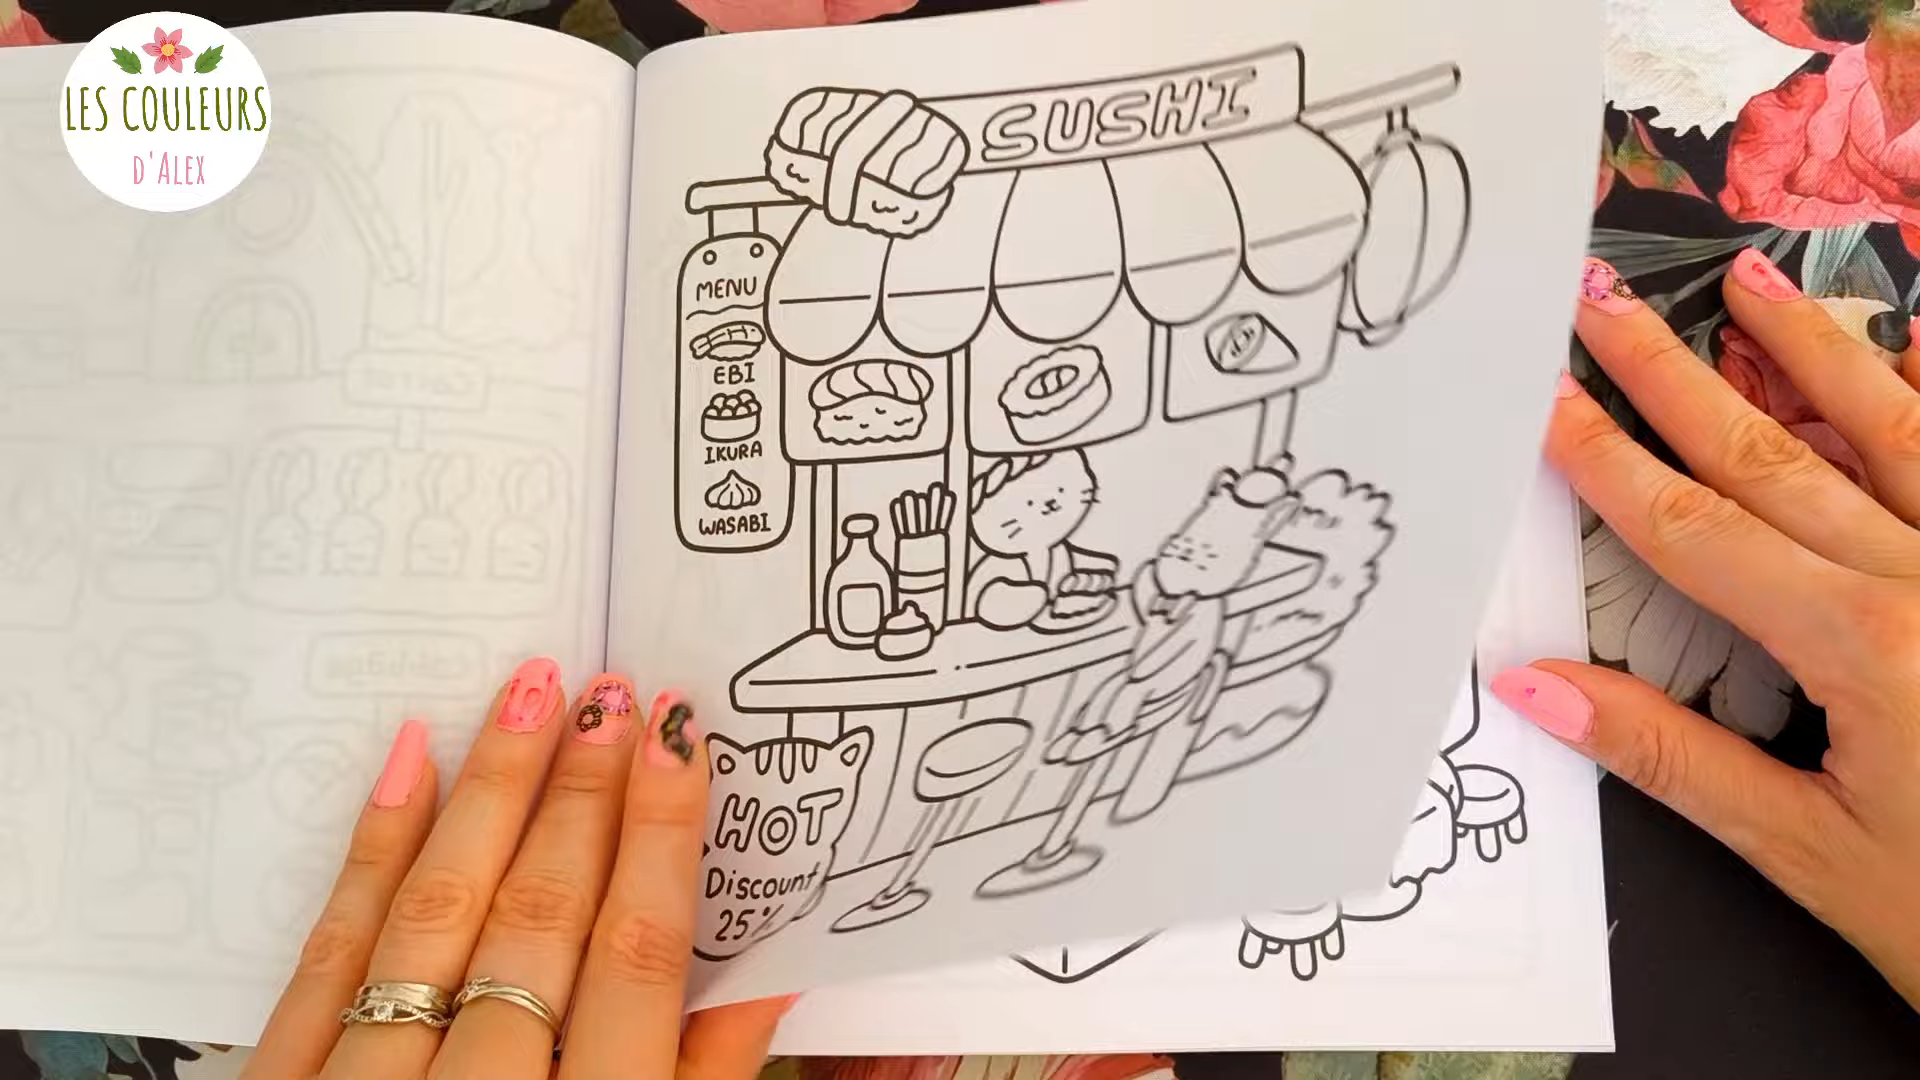 LES COULEURS
d'Alex
SUSHI
MENU
EBI
IKURA
WASABI
HOT
Discount
25%